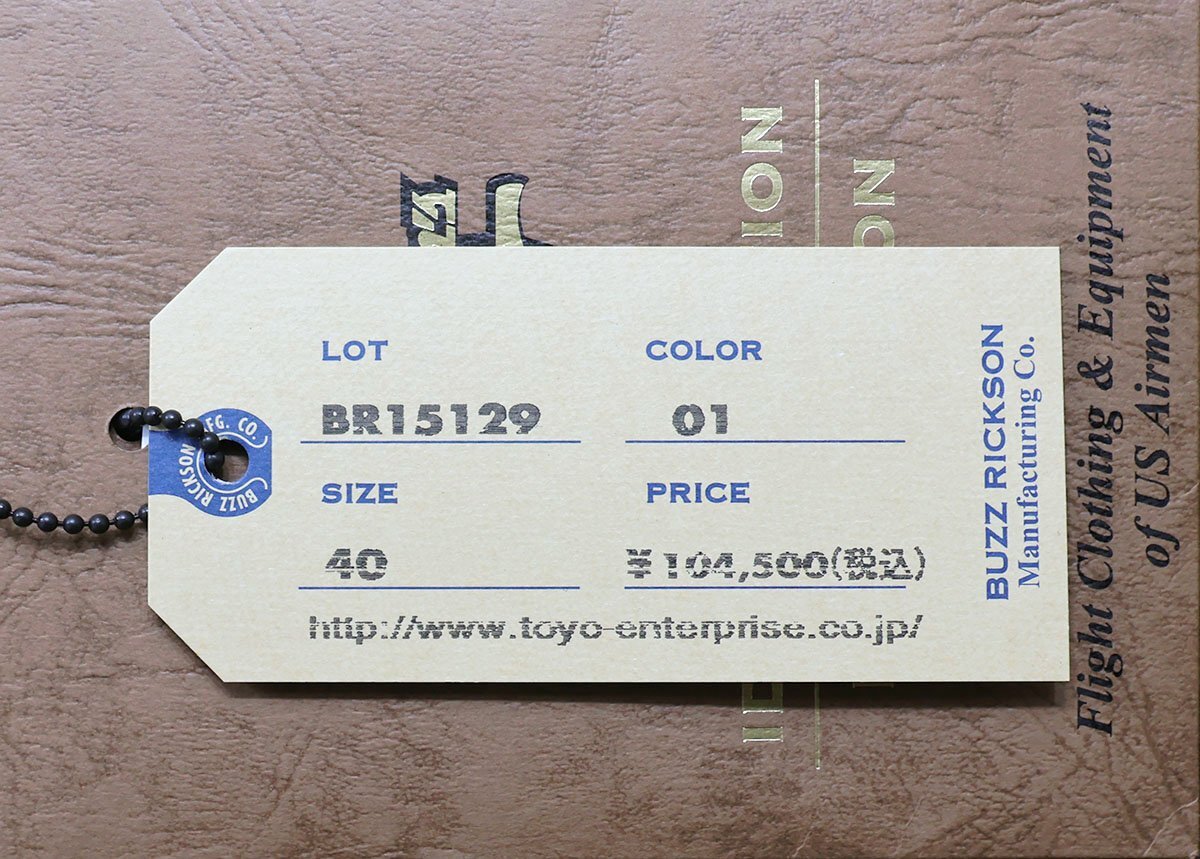 LOT
COLOR
BR15129
01
SIZE
PRICE
40
¥104,500(税込)
http://www.toyo-enterprise.co.jp/
BUZZ RICKSON
Manufacturing Co.
MFG. CO.
BUZZ RICKSON
Flight Clothing & Equipment
of US Airmen